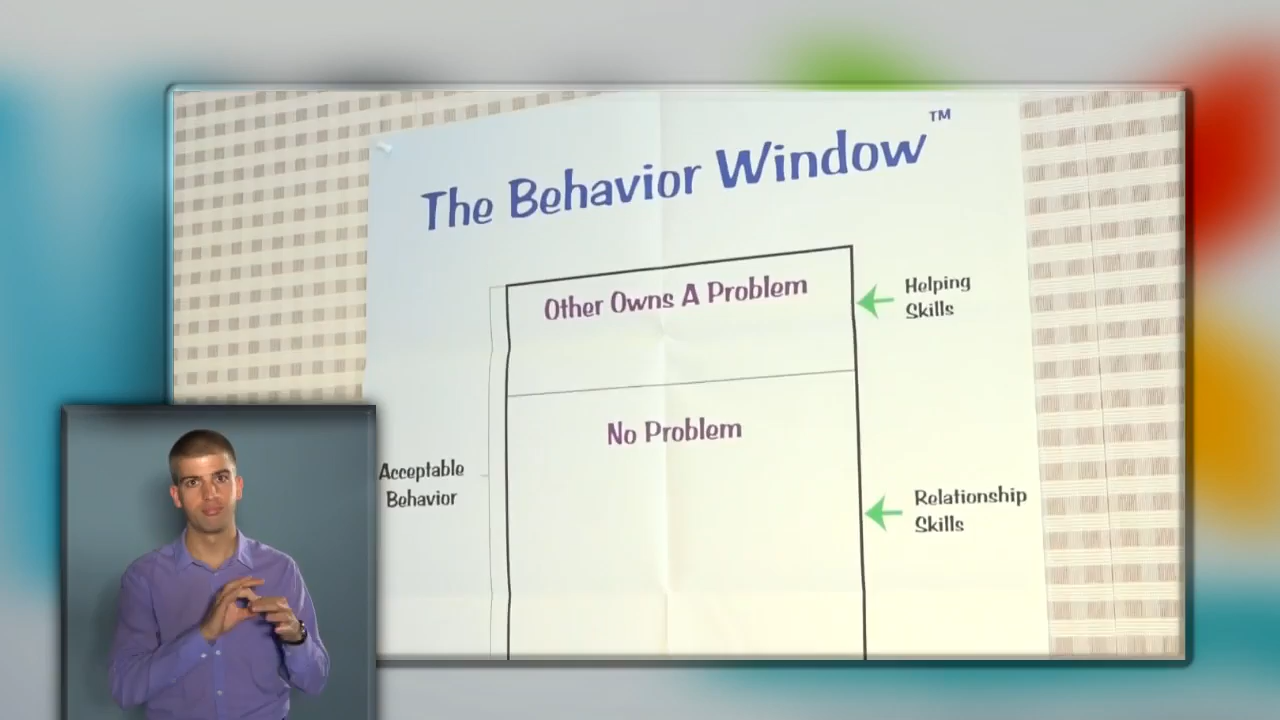 The Behavior Window™
Other Owns A Problem
Helping
Skills
No Problem
Acceptable
Behavior
Relationship
Skills